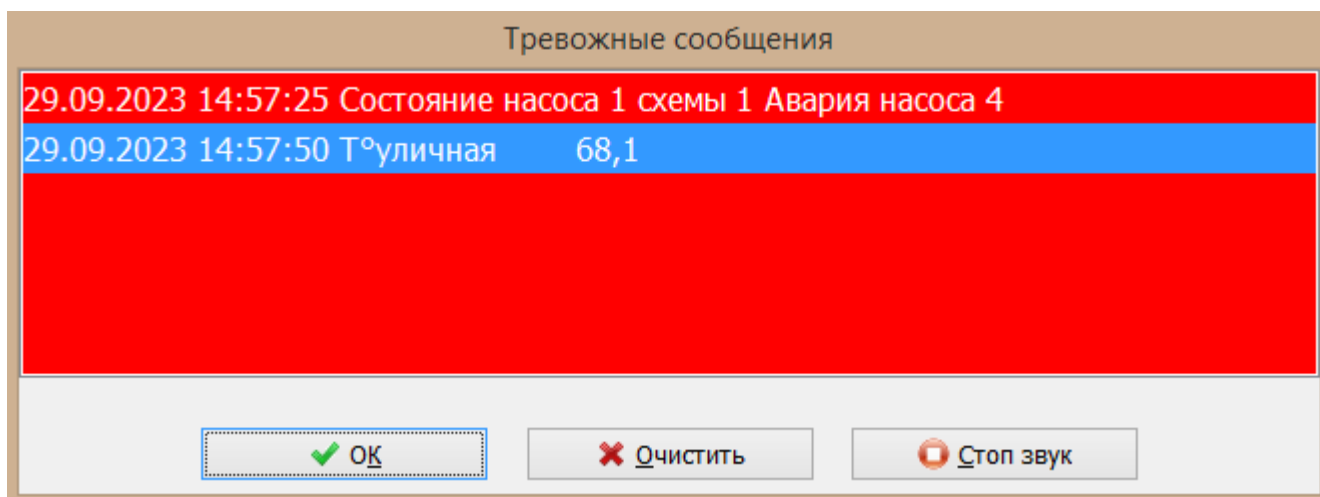 Тревожные сообщения
29.09.2023 14:57:25 Состояние насоса 1 схемы 1 Авария насоса 4
29.09.2023 14:57:50 Т°уличная 68,1
ОК
Очистить
Стоп звук